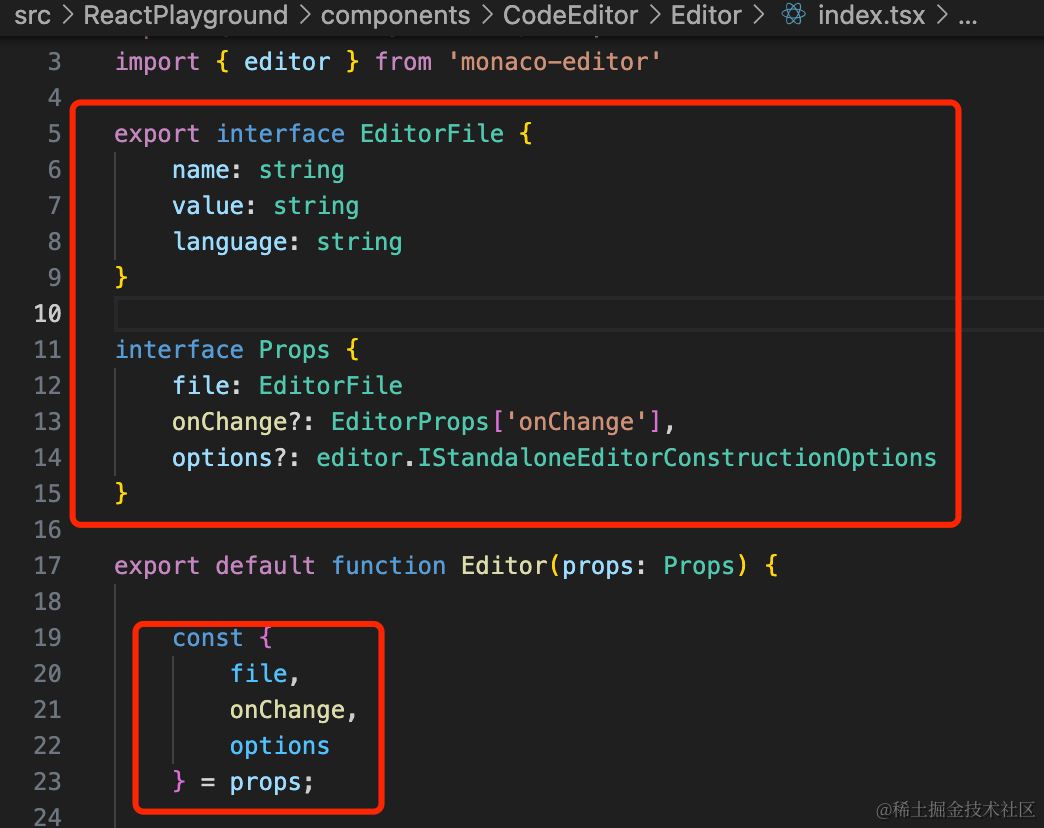 src > ReactPlayground > components > CodeEditor > Editor > index.tsx > ...
3 import { editor } from 'monaco-editor'
4
5 export interface EditorFile {
6 name: string
7 value: string
8 language: string
9 }
10
11 interface Props {
12 file: EditorFile
13 onChange?: EditorProps['onChange'],
14 options?: editor.IStandaloneEditorConstructionOptions
15 }
16
17 export default function Editor(props: Props) {
18
19 const {
20 file,
21 onChange,
22 options
23 } = props;
24
@稀土掘金技术社区